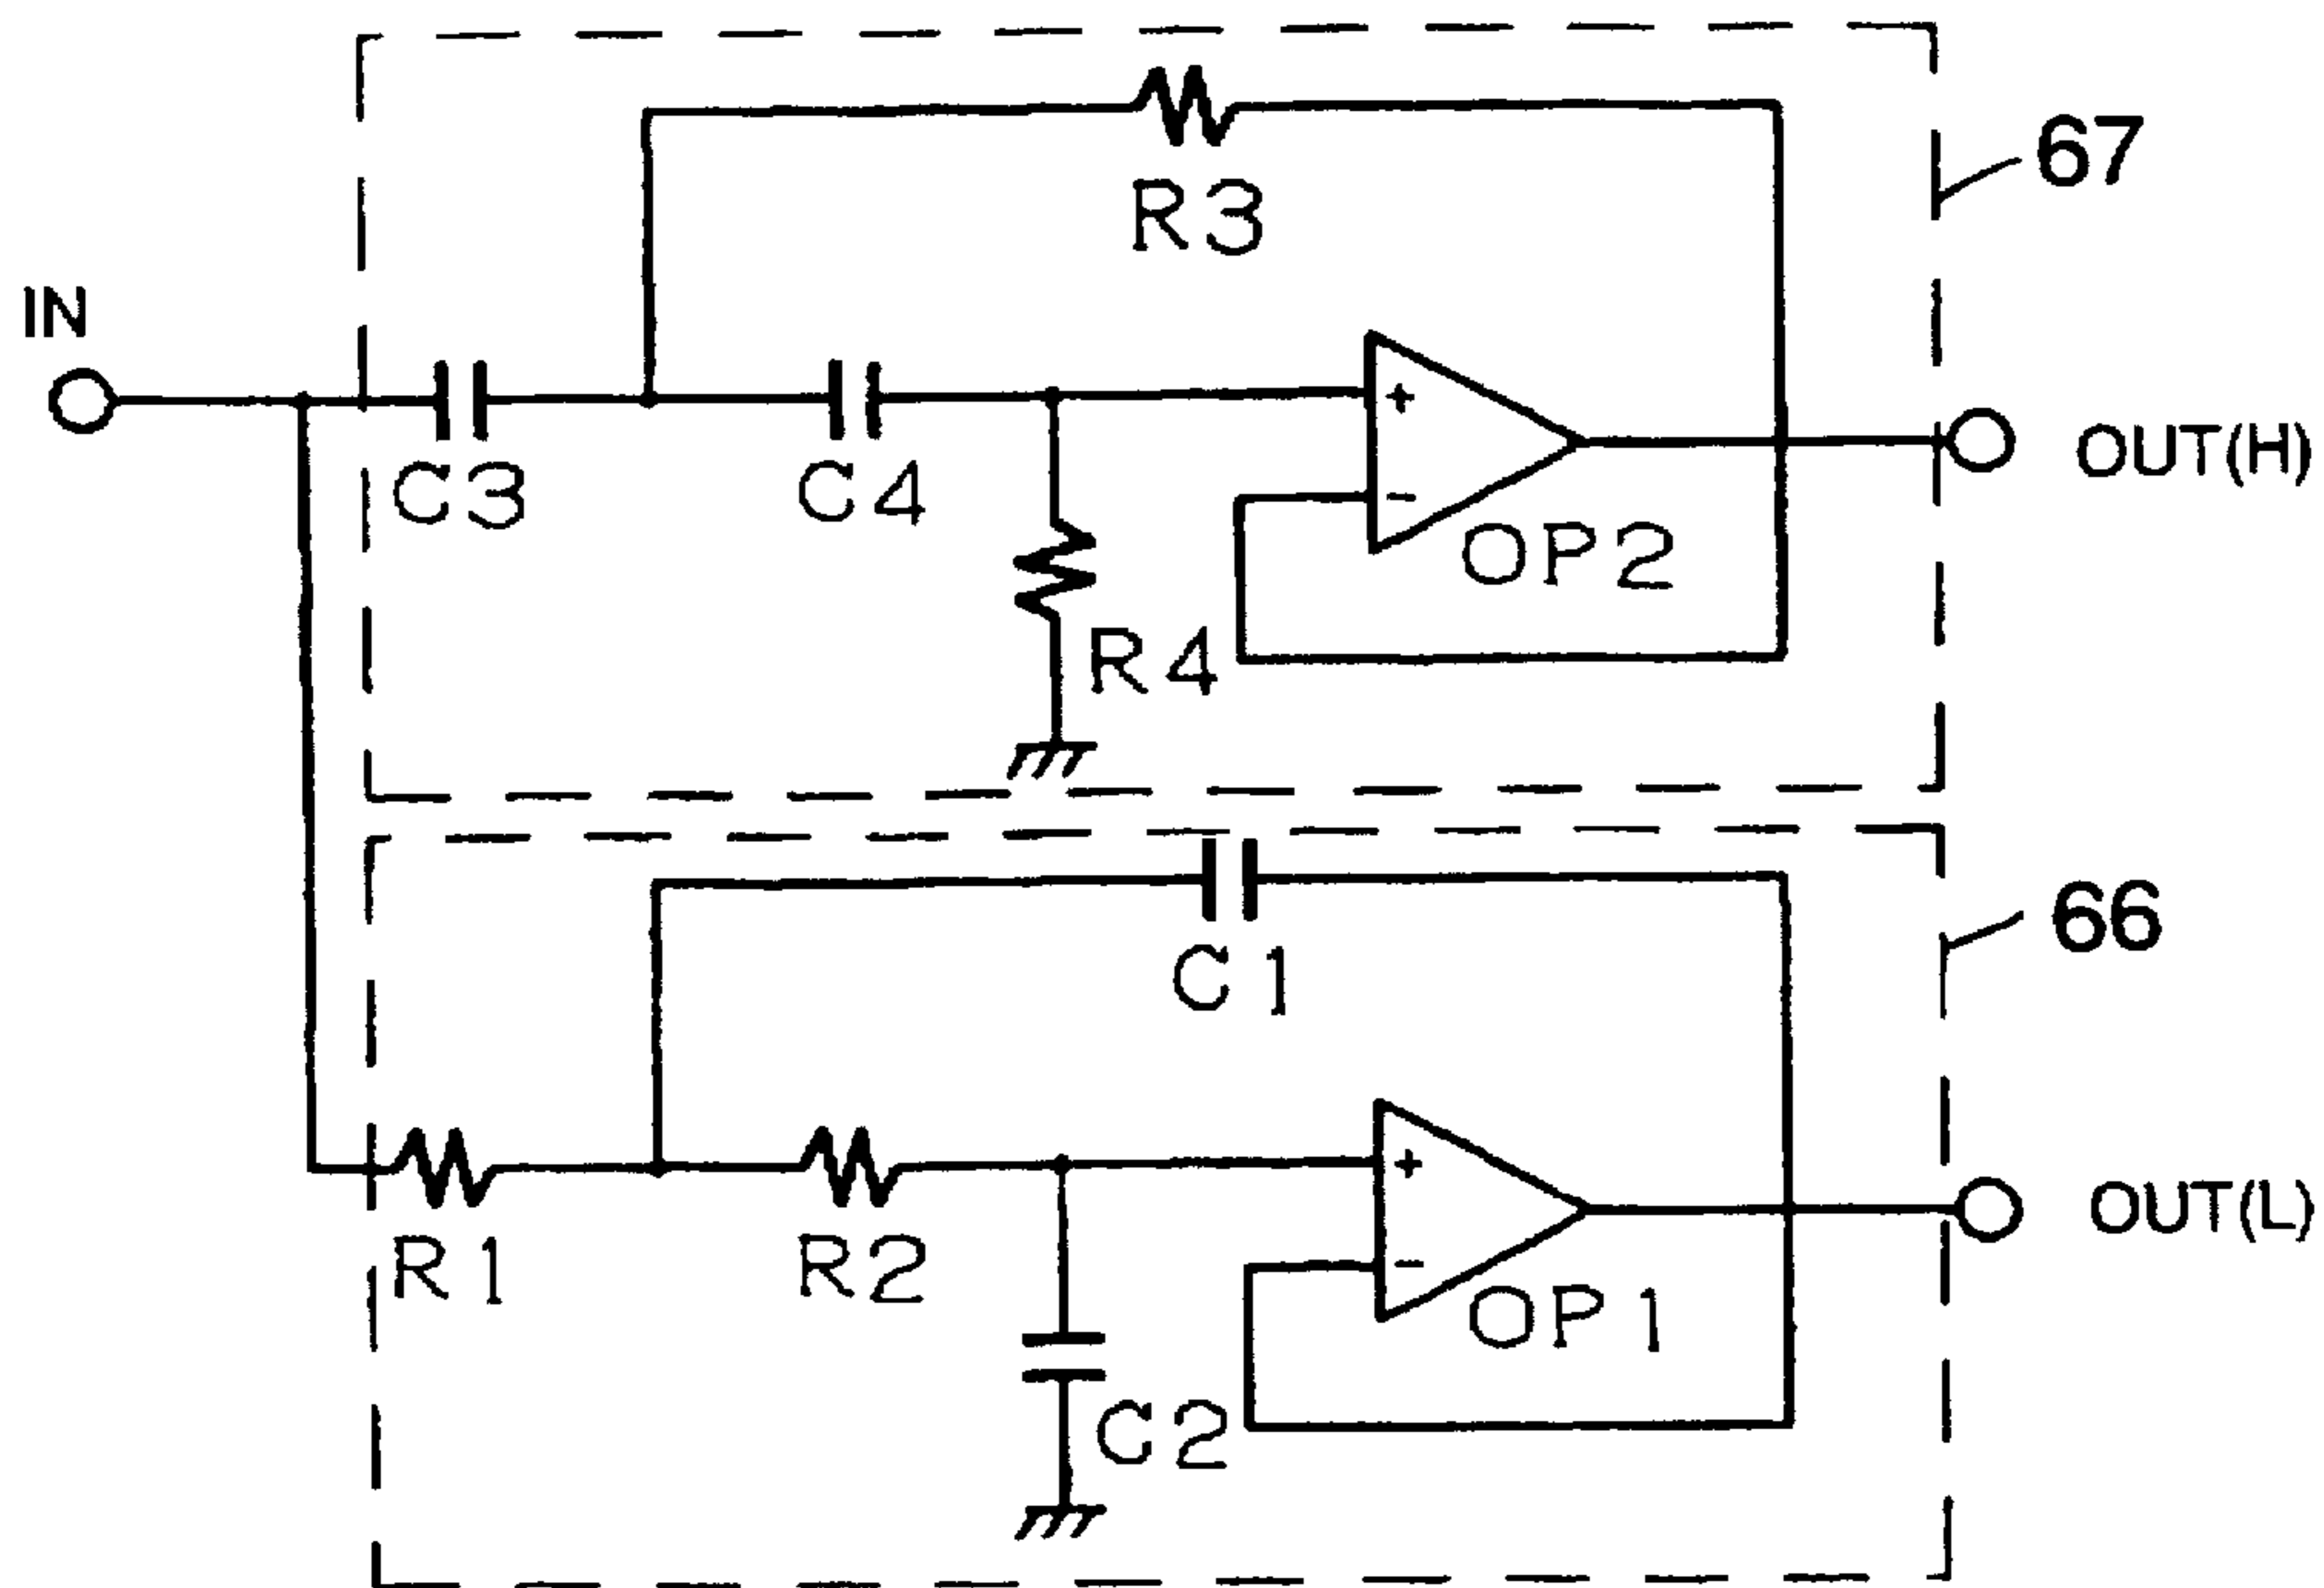 67
R3
IN
+
C3
C4
OUT(H)
-
OP2
R4
66
C1
+
R1
R2
OUT(L)
-
OP1
C2